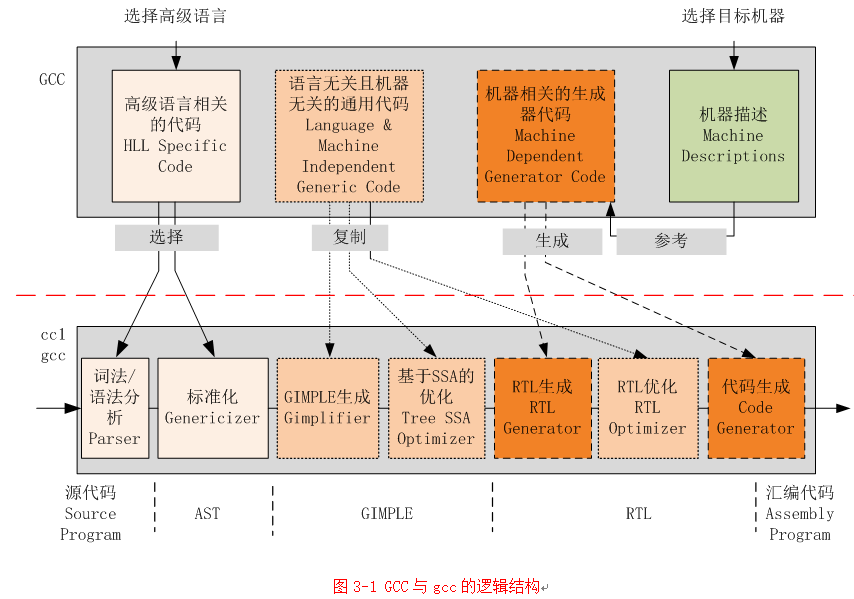 选择高级语言
选择目标机器
GCC
高级语言相关
的代码
HLL Specific
Code
语言无关且机器
无关的通用代码
Language &
Machine
Independent
Generic Code
机器相关的生成
器代码
Machine
Dependent
Generator Code
机器描述
Machine
Descriptions
选择
复制
生成
参考
cc1
gcc
词法/
语法分
析
Parser
标准化
Genericizer
GIMPLE生成
Gimplifier
基于SSA的
优化
Tree SSA
Optimizer
RTL生成
RTL
Generator
RTL优化
RTL
Optimizer
代码生成
Code
Generator
源代码
Source
Program
AST
GIMPLE
RTL
汇编代码
Assembly
Program
图 3-1 GCC 与 gcc 的逻辑结构